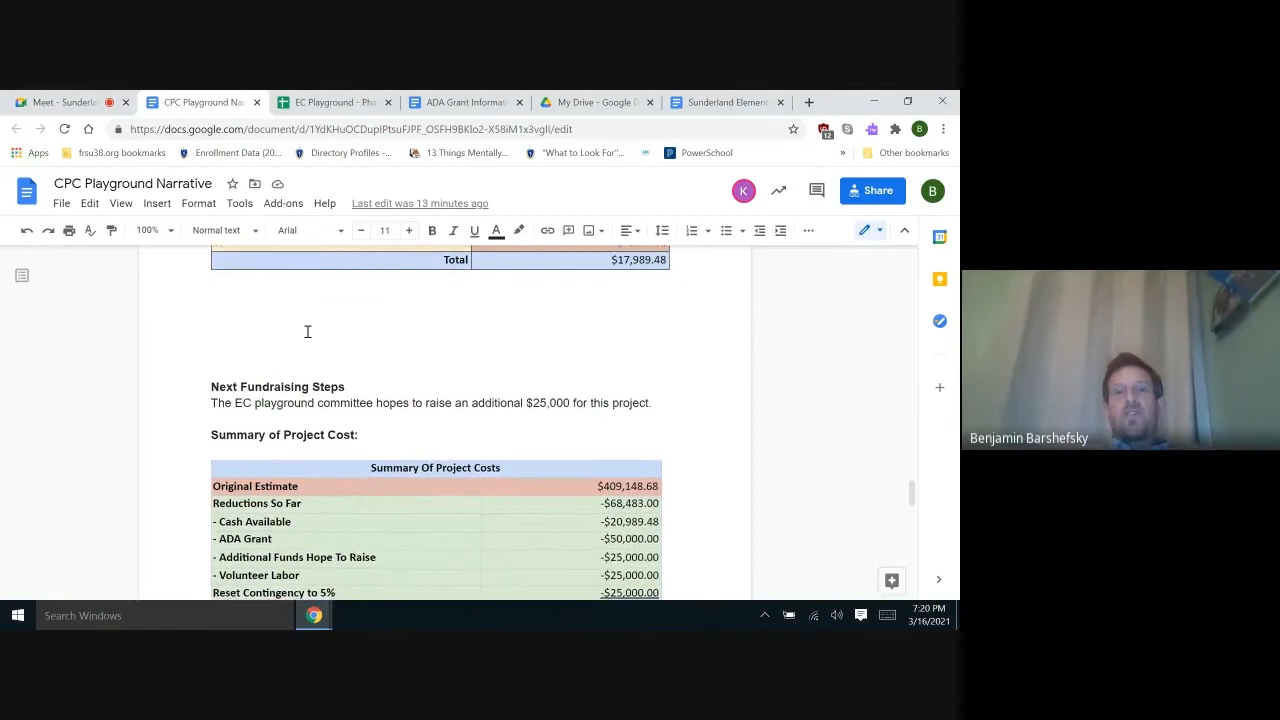 Meet - Sunderla
CPC Playground Nar
EC Playground - Pha
ADA Grant Informat
My Drive - Google D
Sunderland Element
https://docs.google.com/document/d/1YdKHuOCDupIPtsuFJPF_OSFH9BKlo2-XS8iM1x3vgII/edit
12
B
Apps
frsu38.org bookmarks
Enrollment Data (20...
Directory Profiles -...
13 Things Mentally...
"What to Look For"...
PowerSchool
»
Other bookmarks
CPC Playground Narrative
K
Share
B
File Edit View Insert Format Tools Add-ons Help Last edit was 13 minutes ago
100% Normal text Arial 11 B I U A
Total $17,989.48
Next Fundraising Steps
The EC playground committee hopes to raise an additional $25,000 for this project.
Summary of Project Cost:
Summary Of Project Costs
Original Estimate $409,148.68
Reductions So Far -$68,483.00
- Cash Available -$20,989.48
- ADA Grant -$50,000.00
- Additional Funds Hope To Raise -$25,000.00
- Volunteer Labor -$25,000.00
Reset Contingency to 5% -$25,000.00
Search Windows
7:20 PM
3/16/2021
Benjamin Barshefsky